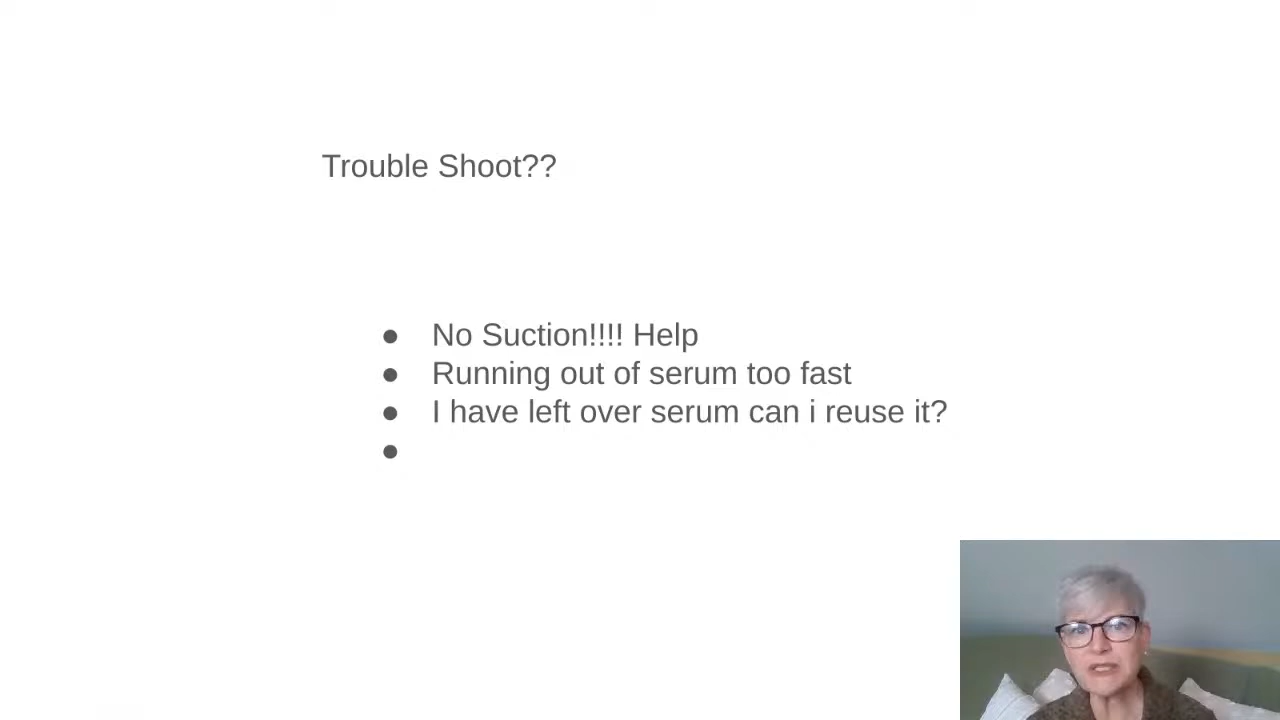 Trouble Shoot??
● No Suction!!!! Help
● Running out of serum too fast
● I have left over serum can i reuse it?
●